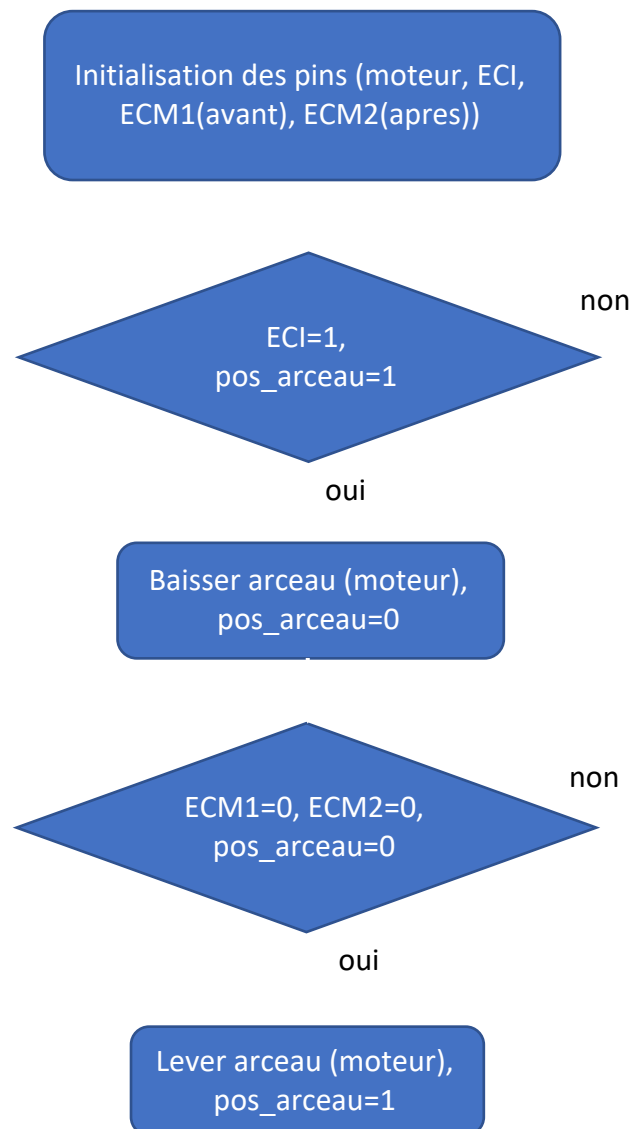 Initialisation des pins (moteur, ECI,
ECM1(avant), ECM2(apres))
non
ECI=1,
pos_arceau=1
oui
Baisser arceau (moteur),
pos_arceau=0
non
ECM1=0, ECM2=0,
pos_arceau=0
oui
Lever arceau (moteur),
pos_arceau=1